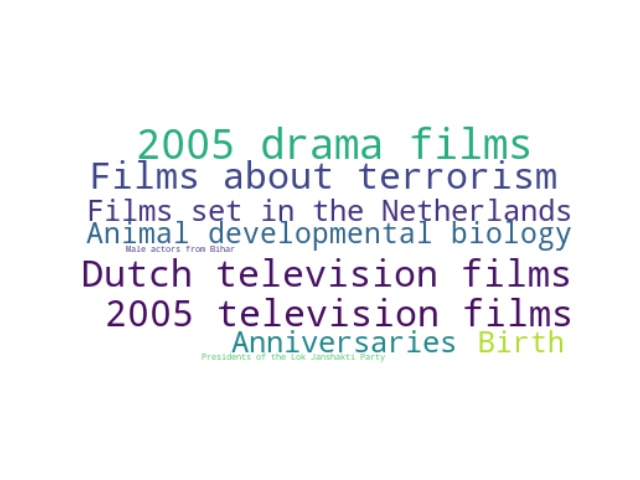 2005 drama films
Films about terrorism
Films set in the Netherlands
Animal developmental biology
Male actors from Bihar
Dutch television films
2005 television films
Anniversaries Birth
Presidents of the Lok Janshakti Party